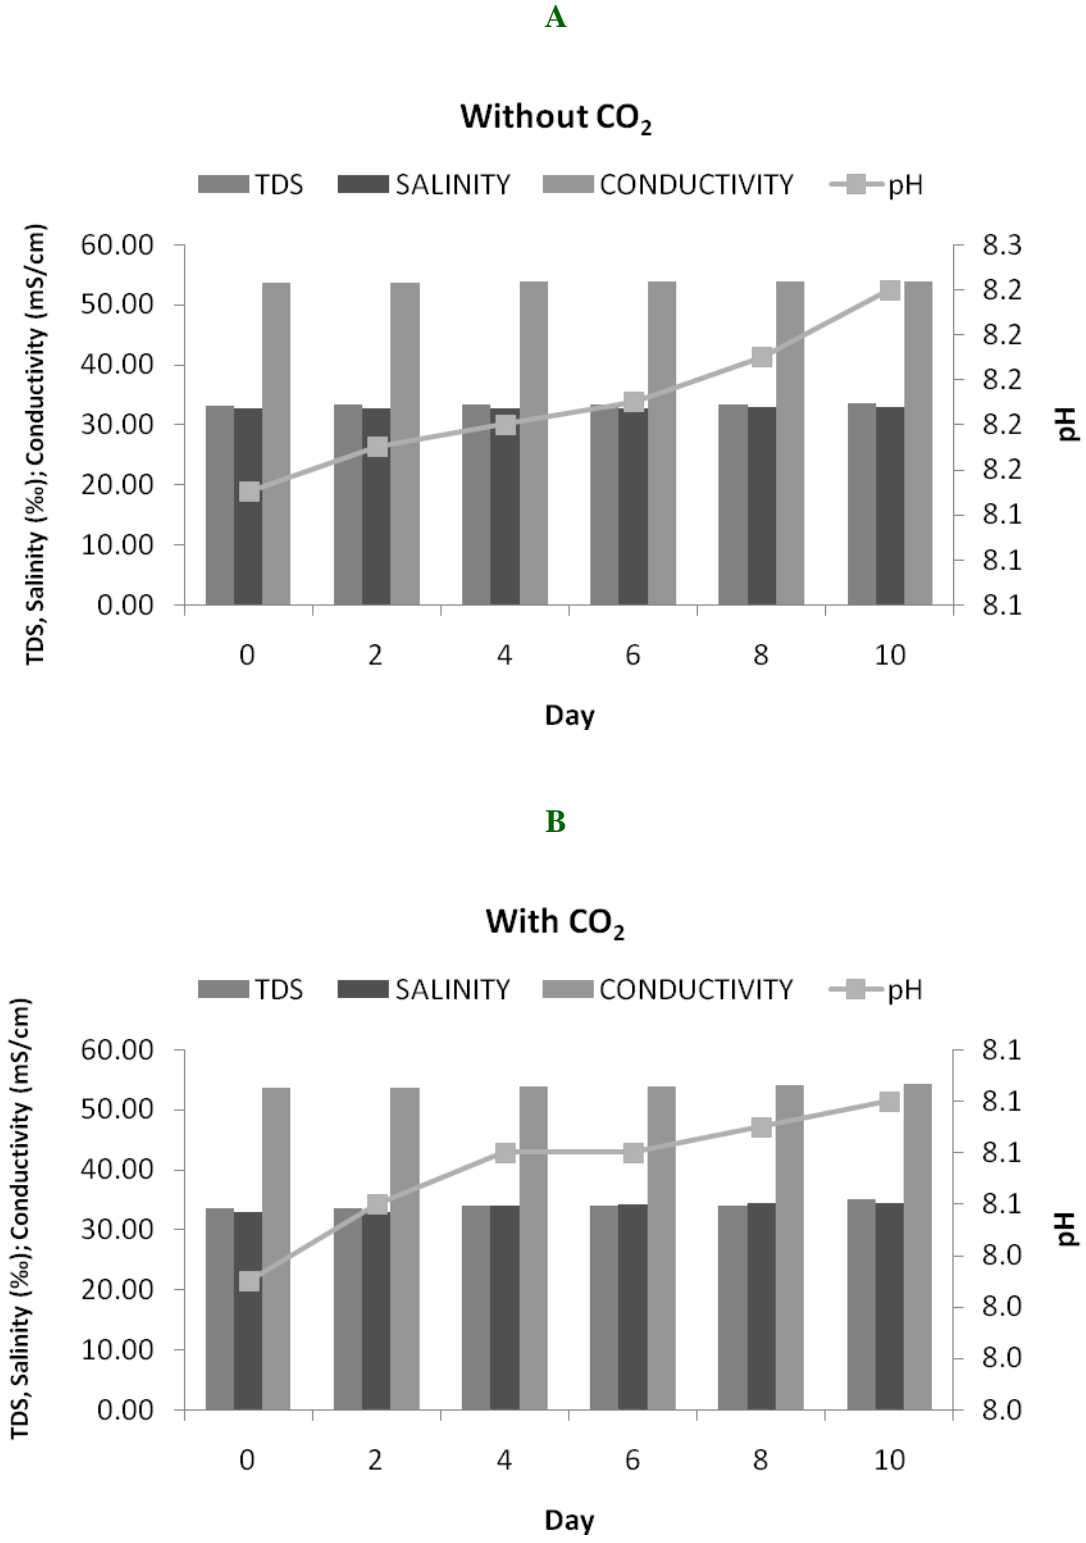 A
Without CO₂
TDS SALINITY CONDUCTIVITY pH
TDS, Salinity (‰); Conductivity (mS/cm)
60.00
50.00
40.00
30.00
20.00
10.00
0.00
8.3
8.2
8.2
8.2
8.2
8.2
8.1
8.1
8.1
pH
0 2 4 6 8 10
Day
B
With CO₂
TDS SALINITY CONDUCTIVITY pH
TDS, Salinity (‰); Conductivity (mS/cm)
60.00
50.00
40.00
30.00
20.00
10.00
0.00
8.1
8.1
8.1
8.1
8.0
8.0
8.0
8.0
pH
0 2 4 6 8 10
Day